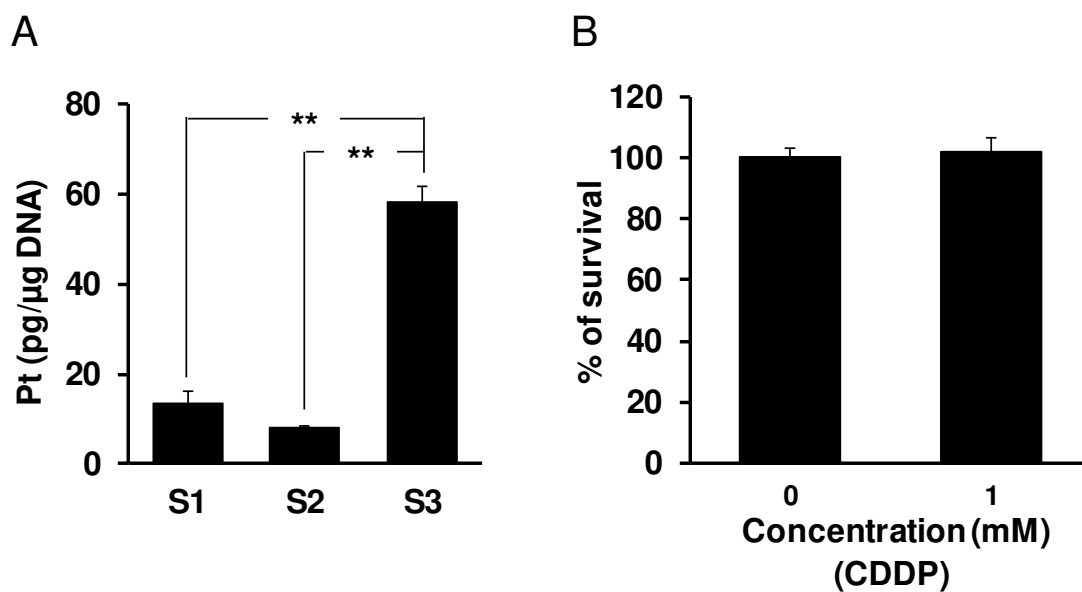 A
Pt (pg/µg DNA)
80
60
40
20
0
**
**
S1 S2 S3
B
% of survival
120
100
80
60
40
20
0
0 1
Concentration (mM)
(CDDP)